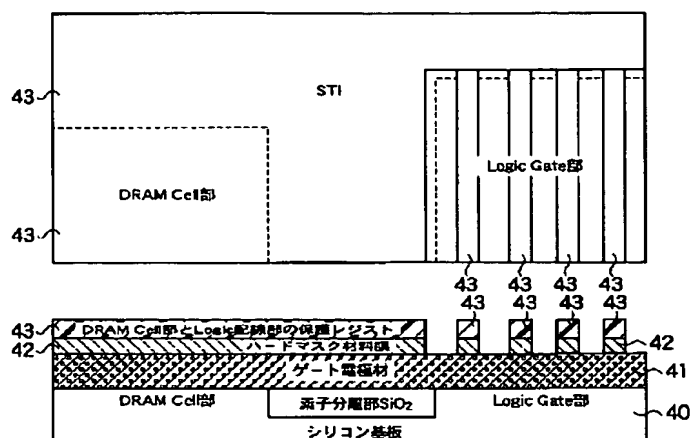 STI
43
DRAM Cell部
Logic Gate部
43
43 43 43 43
43 43 43 43
43
DRAM Cell部とLogic配線部の保護レジスト
42
ハードマスク材料膜
42
ゲート電極材
41
DRAM Cell部
素子分離部SiO₂
Logic Gate部
40
シリコン基板